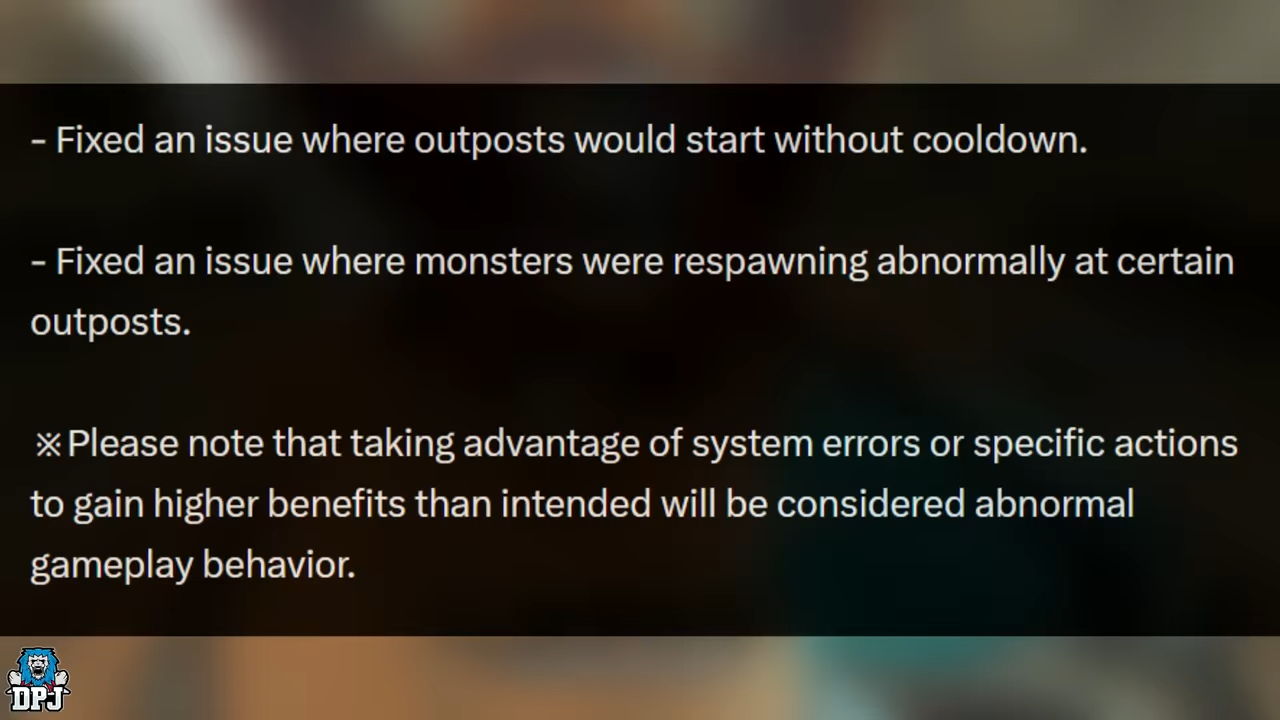 - Fixed an issue where outposts would start without cooldown.
- Fixed an issue where monsters were respawning abnormally at certain
outposts.
※Please note that taking advantage of system errors or specific actions
to gain higher benefits than intended will be considered abnormal
gameplay behavior.
DPJ